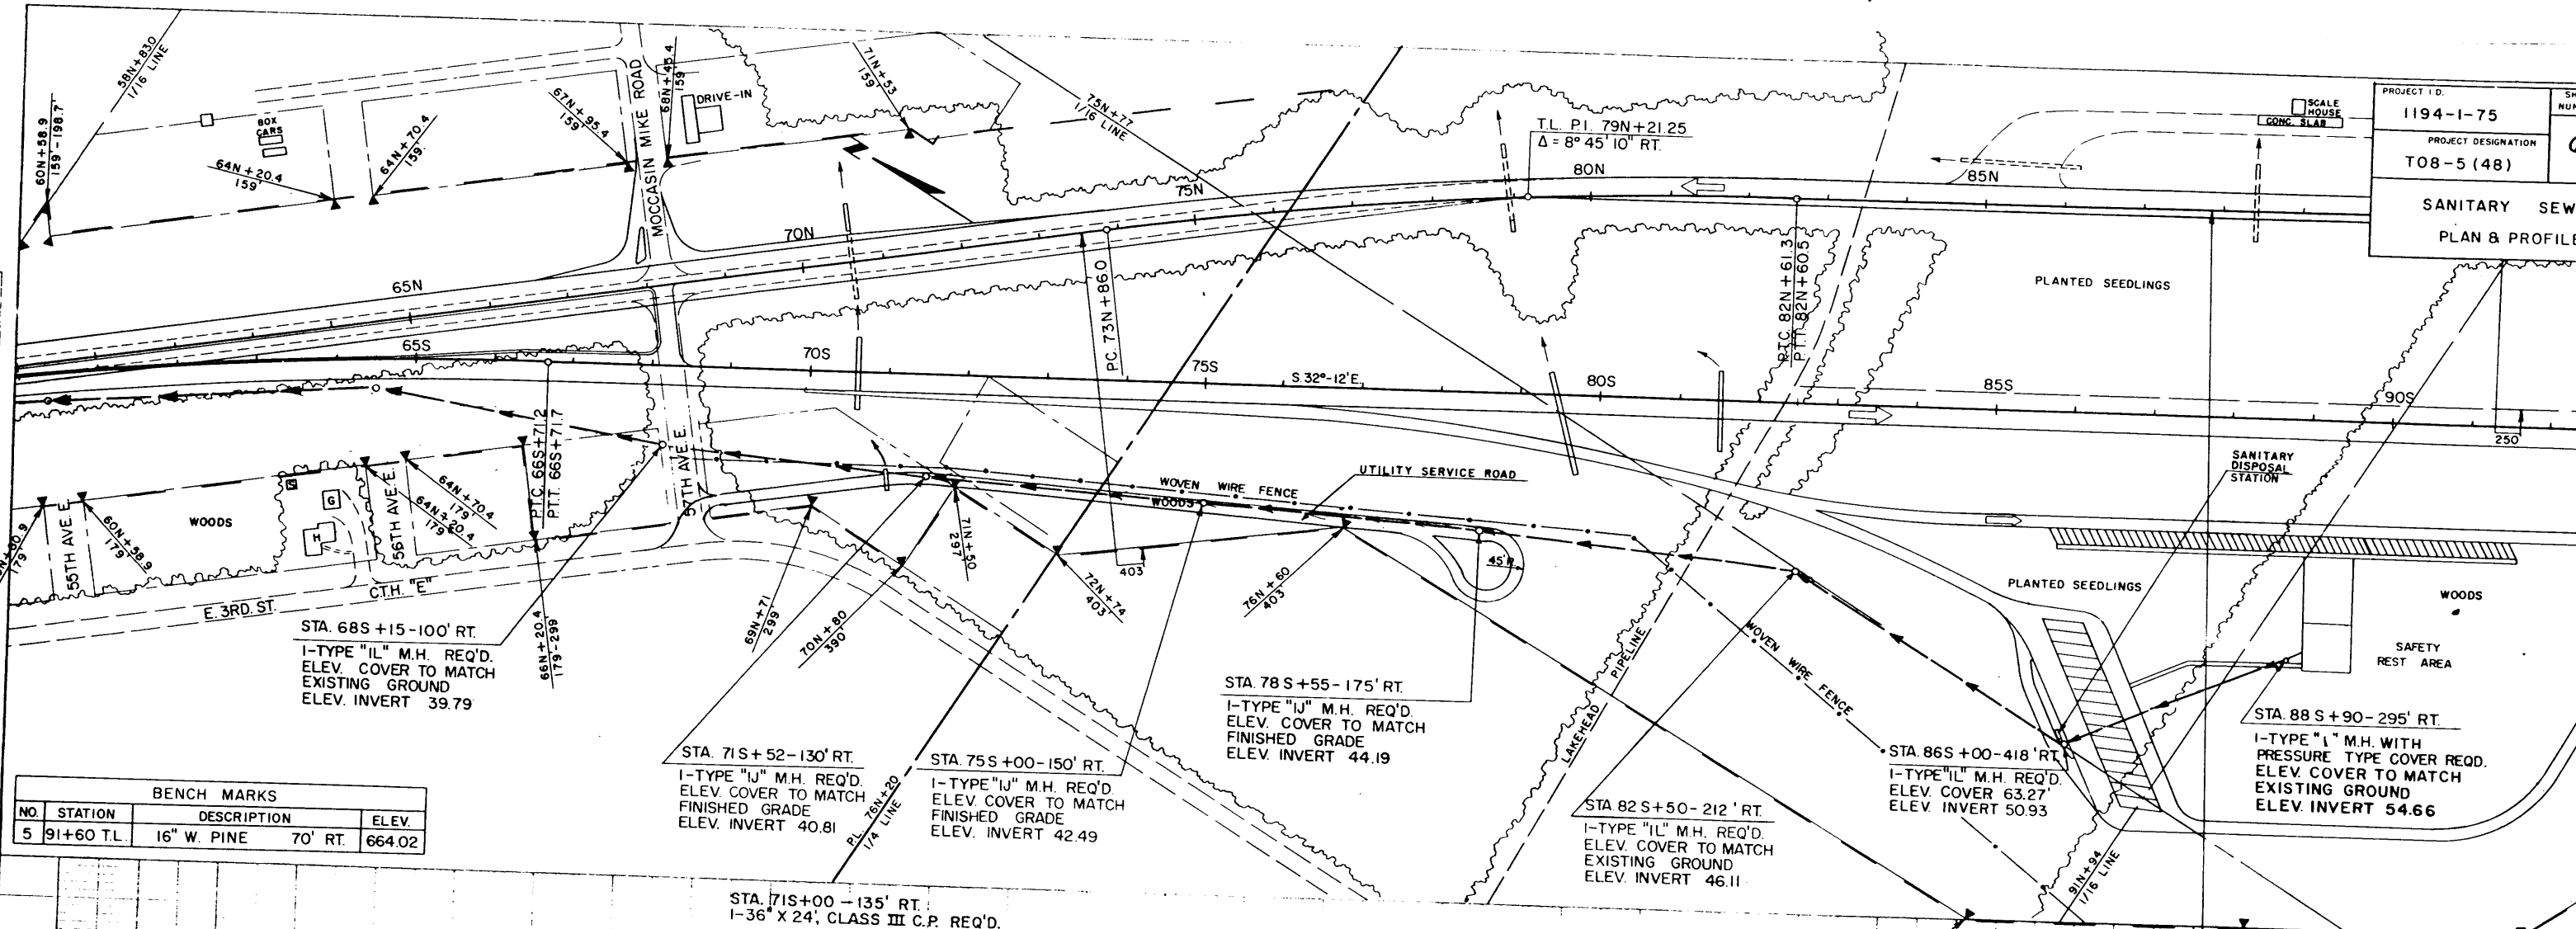 58N+830
1/16 LINE
60N+58.9
159'-198.7'
BOX
CARS
64N+20.4
159'
64N+70.4
159'
67N+95.4
159'
MOCCASIN MIKE ROAD
68N+45.4
159'
DRIVE-IN
71N+53
159'
75N+77
1/16 LINE
T.L. P.I. 79N+21.25
Δ = 8° 45' 10" RT.
SCALE
HOUSE
CONC. SLAB
PROJECT I.D.
1194-1-75
PROJECT DESIGNATION
T08-5 (48)
SANITARY SEW
PLAN & PROFILE
65N
70N
75N
80N
85N
PLANTED SEEDLINGS
P.C. 73N+86.0
P.T.C. 82N+61.3
P.T.T. 82N+60.5
65S
70S
75S
S. 32°-12' E.
80S
85S
90S
250
P.T.C. 66S+71.2
P.T.T. 66S+71.7
57TH AVE. E.
55TH AVE. E.
60N+58.9
179'
WOODS
S
G
H
56TH AVE. E.
64N+70.4
179'
64N+20.4
179'
E. 3RD. ST.
C.T.H. "E"
66N+20.4
179'-299'
69N+71
299'
70N+80
390'
71N+50
297'
72N+74
403'
403
76N+60
403'
WOVEN WIRE FENCE
WOODS
UTILITY SERVICE ROAD
45' R.
LAKEHEAD PIPELINE
WOVEN WIRE FENCE
SANITARY
DISPOSAL
STATION
PLANTED SEEDLINGS
WOODS
SAFETY
REST AREA
STA. 68S+15-100' RT.
1-TYPE "IL" M.H. REQ'D.
ELEV. COVER TO MATCH
EXISTING GROUND
ELEV. INVERT 39.79
STA. 71S+52-130' RT.
1-TYPE "IJ" M.H. REQ'D.
ELEV. COVER TO MATCH
FINISHED GRADE
ELEV. INVERT 40.81
STA. 75S+00-150' RT.
1-TYPE "IJ" M.H. REQ'D.
ELEV. COVER TO MATCH
FINISHED GRADE
ELEV. INVERT 42.49
STA. 78S+55-175' RT.
1-TYPE "IJ" M.H. REQ'D.
ELEV. COVER TO MATCH
FINISHED GRADE
ELEV. INVERT 44.19
STA. 82S+50-212' RT.
1-TYPE "IL" M.H. REQ'D.
ELEV. COVER TO MATCH
EXISTING GROUND
ELEV. INVERT 46.11
STA. 86S+00-418' RT.
1-TYPE "IL" M.H. REQ'D.
ELEV. COVER 63.27'
ELEV. INVERT 50.93
STA. 88S+90-295' RT.
1-TYPE "I" M.H. WITH
PRESSURE TYPE COVER REQD.
ELEV. COVER TO MATCH
EXISTING GROUND
ELEV. INVERT 54.66
P.L. 76N+20
1/4 LINE
91N+94
1/16 LINE
BENCH MARKS
NO. STATION DESCRIPTION ELEV.
5 91+60 T.L. 16" W. PINE 70' RT. 664.02
STA. 71S+00-135' RT.
1-36" X 24', CLASS III C.P. REQ'D.